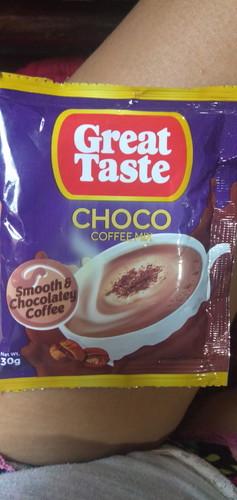 Great
Taste
CHOCO
COFFEE MIX
Smooth &
Chocolatey
Coffee
Net Wt.
30g